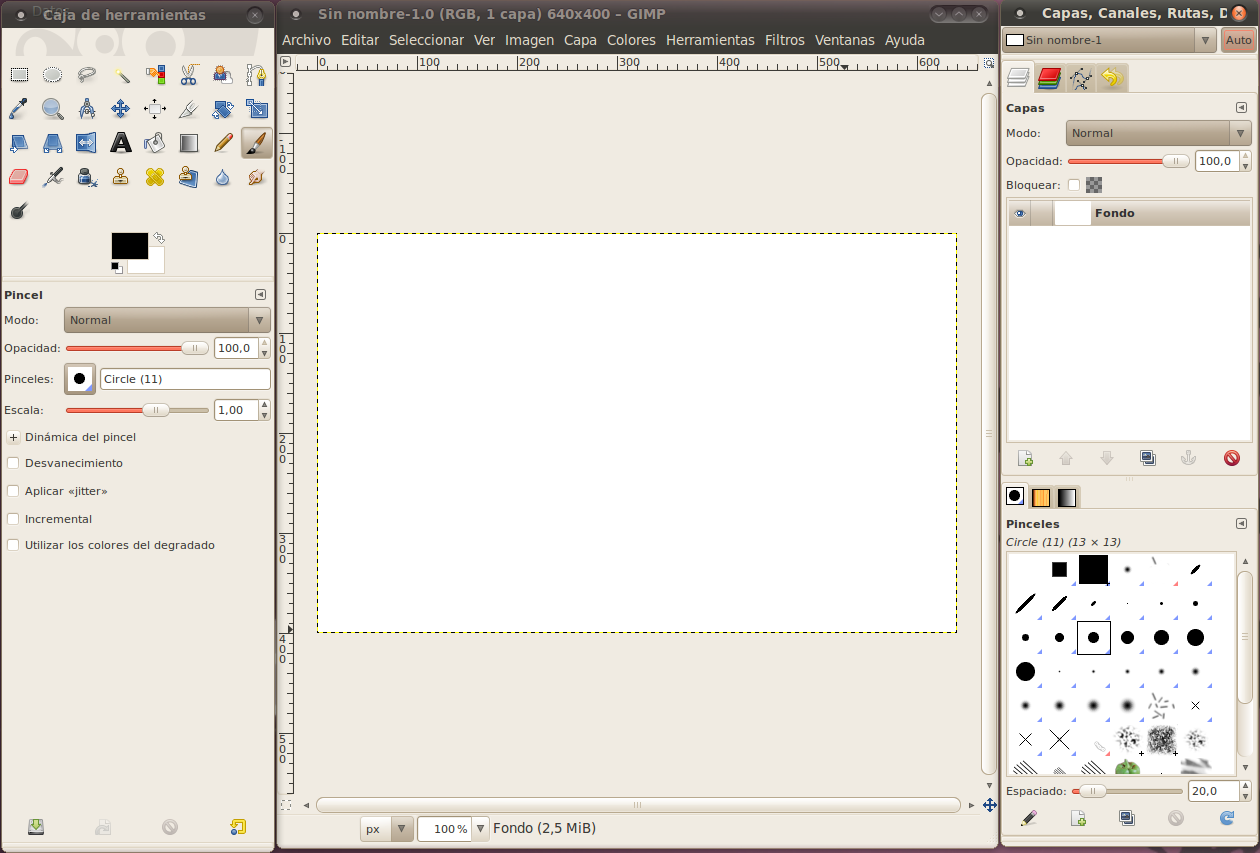 Caja de herramientas
Pincel
Modo: Normal
Opacidad: 100,0
Pinceles: Circle (11)
Escala: 1,00
Dinámica del pincel
Desvanecimiento
Aplicar «jitter»
Incremental
Utilizar los colores del degradado
Sin nombre-1.0 (RGB, 1 capa) 640x400 – GIMP
Archivo Editar Seleccionar Ver Imagen Capa Colores Herramientas Filtros Ventanas Ayuda
0 100 200 300 400 500 600
-100
0
100
200
300
400
500
px 100 % Fondo (2,5 MiB)
Capas, Canales, Rutas, D
Sin nombre-1 Auto
Capas
Modo: Normal
Opacidad: 100,0
Bloquear:
Fondo
Pinceles
Circle (11) (13 × 13)
Espaciado: 20,0